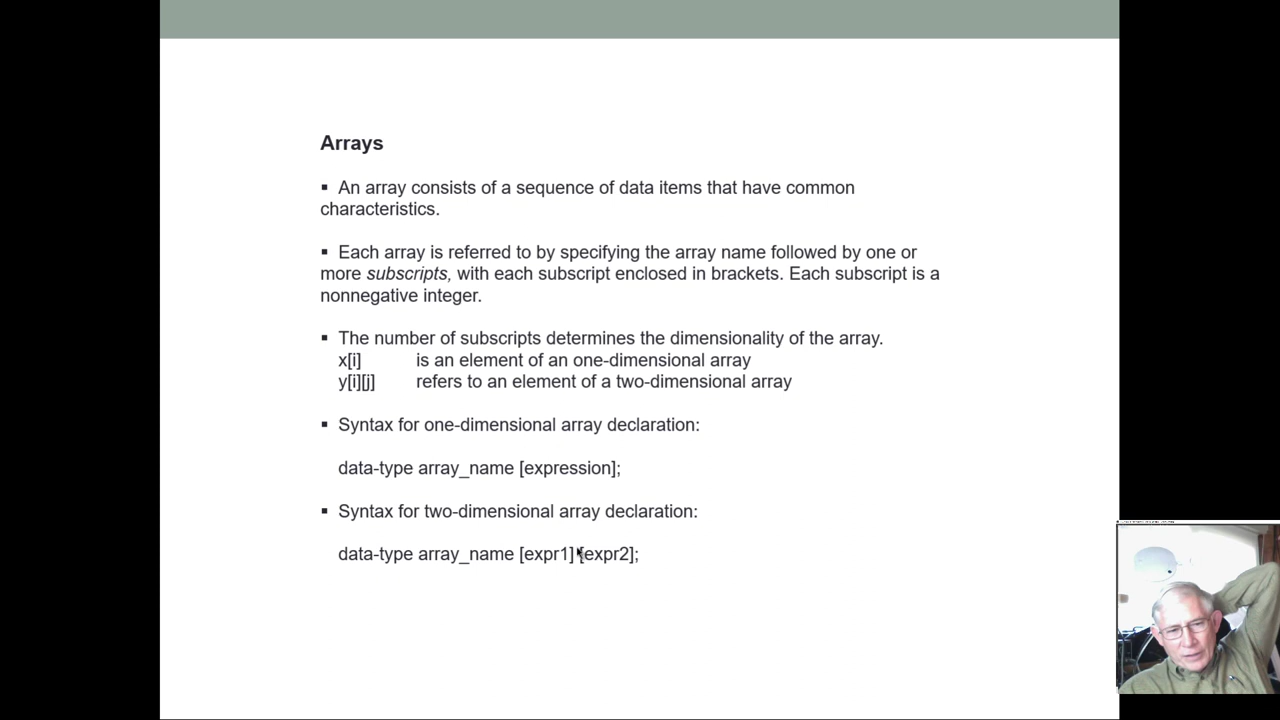 Arrays
▪ An array consists of a sequence of data items that have common
characteristics.
▪ Each array is referred to by specifying the array name followed by one or
more subscripts, with each subscript enclosed in brackets. Each subscript is a
nonnegative integer.
▪ The number of subscripts determines the dimensionality of the array.
x[i] is an element of an one-dimensional array
y[i][j] refers to an element of a two-dimensional array
▪ Syntax for one-dimensional array declaration:
data-type array_name [expression];
▪ Syntax for two-dimensional array declaration:
data-type array_name [expr1] [expr2];